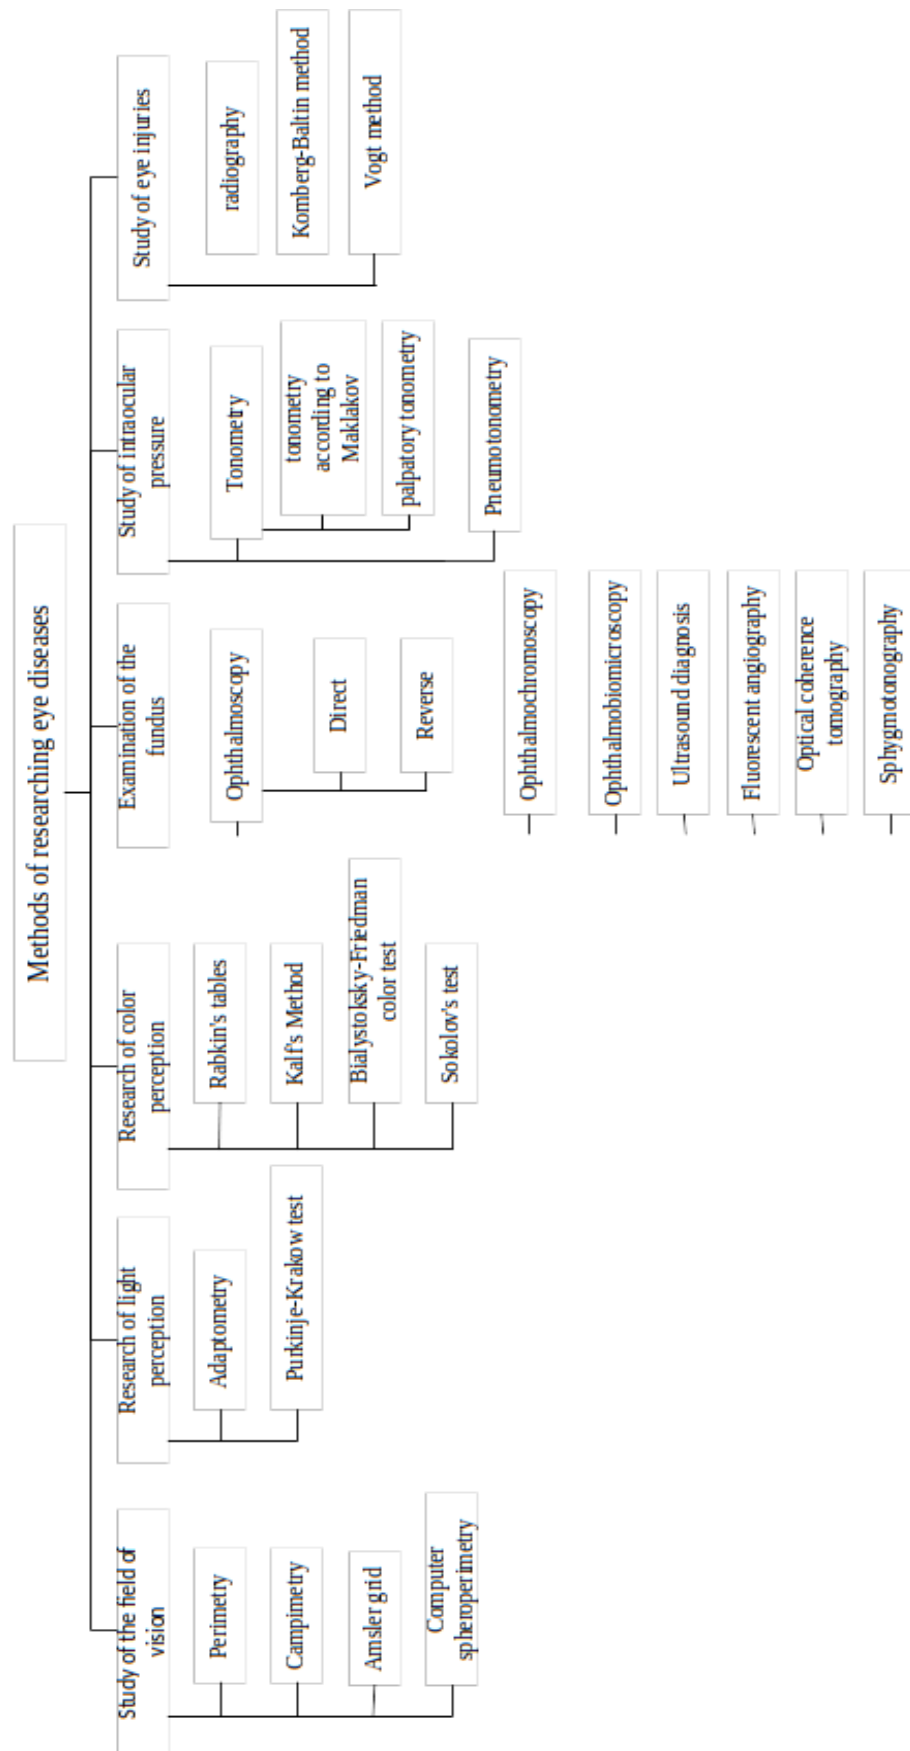 Methods of researching eye diseases
Study of the field of
vision
Perimetry
Campimetry
Amsler grid
Computer
spheroperimetry
Research of light
perception
Adaptometry
Purkinje-Krakow test
Research of color
perception
Rabkin's tables
Kalf's Method
Bialystoksky-Friedman
color test
Sokolov's test
Examination of the
fundus
Ophthalmoscopy
Direct
Reverse
Ophthalmochromoscopy
Ophthalmobiomicroscopy
Ultrasound diagnosis
Fluorescent angiography
Optical coherence
tomography
Sphygmotonography
Study of intraocular
pressure
Tonometry
tonometry
according to
Maklakov
palpatory tonometry
Pneumotonometry
Study of eye injuries
radiography
Komberg-Baltin method
Vogt method